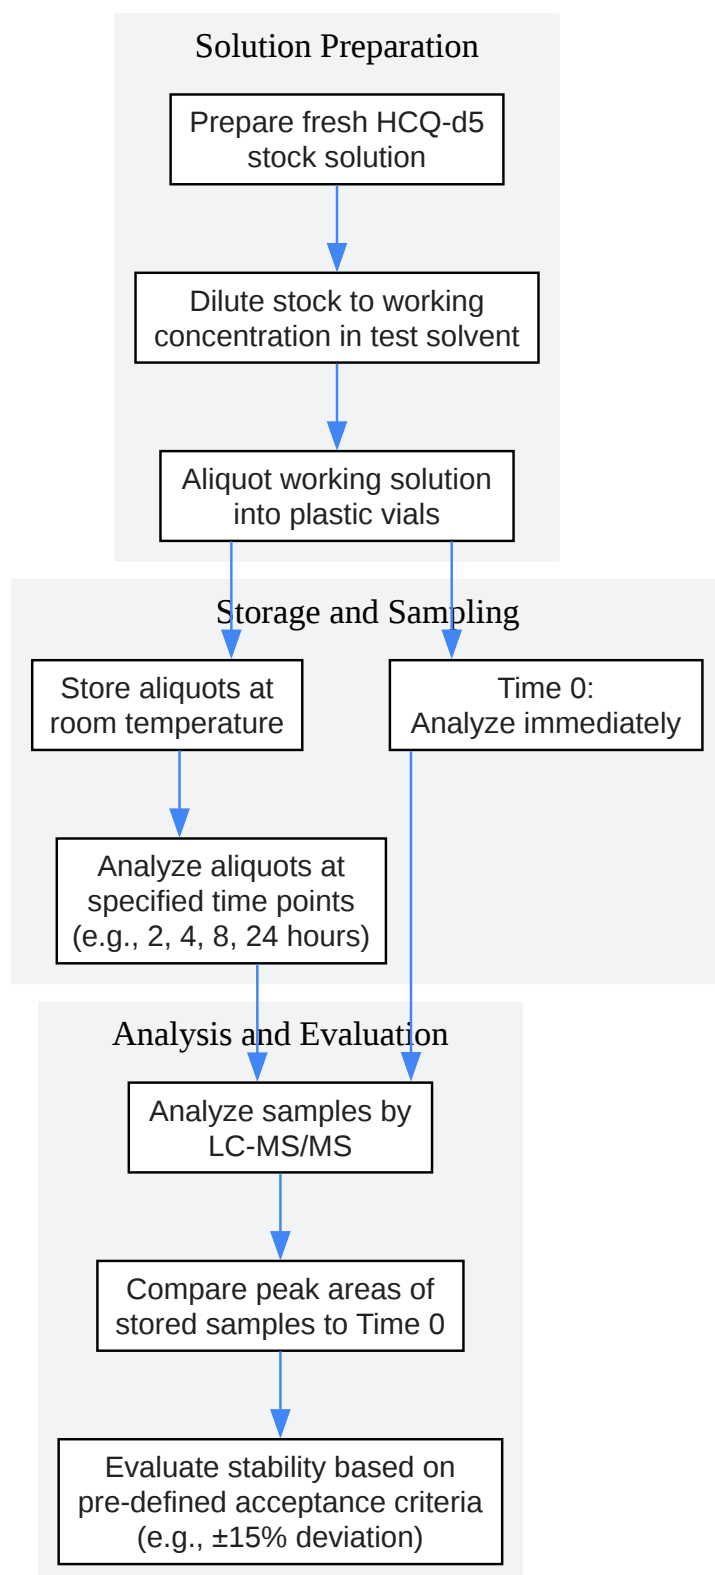 Solution Preparation
Prepare fresh HCQ-d5
stock solution
Dilute stock to working
concentration in test solvent
Aliquot working solution
into plastic vials
Storage and Sampling
Store aliquots at
room temperature
Time 0:
Analyze immediately
Analyze aliquots at
specified time points
(e.g., 2, 4, 8, 24 hours)
Analysis and Evaluation
Analyze samples by
LC-MS/MS
Compare peak areas of
stored samples to Time 0
Evaluate stability based on
pre-defined acceptance criteria
(e.g., ±15% deviation)